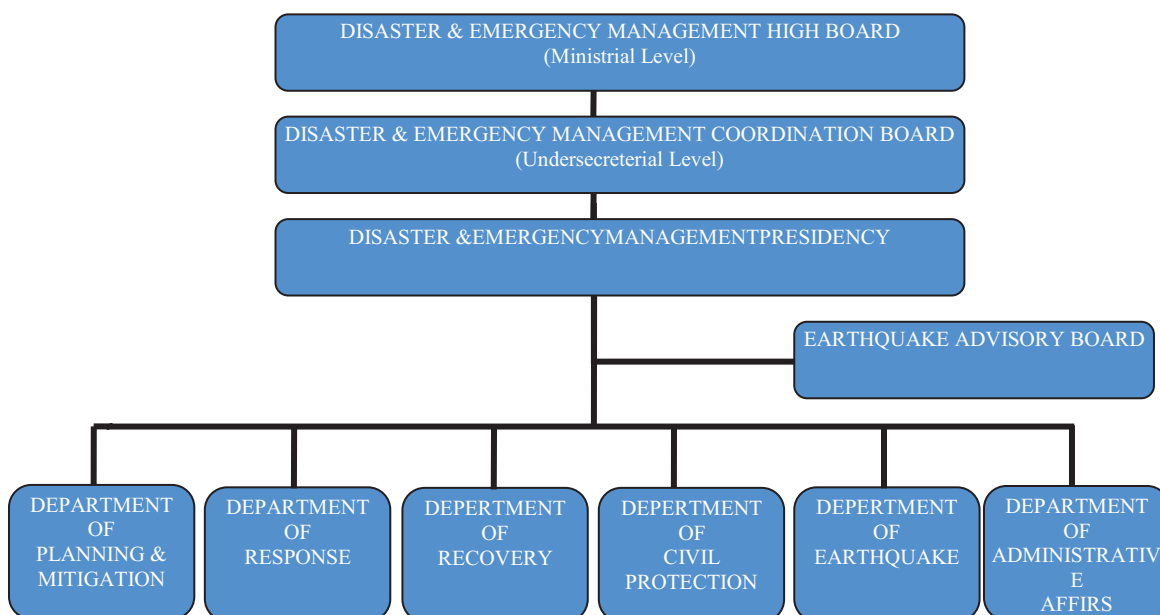 DISASTER & EMERGENCY MANAGEMENT HIGH BOARD
(Ministrial Level)
DISASTER & EMERGENCY MANAGEMENT COORDINATION BOARD
(Undersecreterial Level)
DISASTER &EMERGENCYMANAGEMENTPRESIDENCY
EARTHQUAKE ADVISORY BOARD
DEPARTMENT
OF
PLANNING &
MITIGATION
DEPARTMENT
OF
RESPONSE
DEPERTMENT
OF
RECOVERY
DEPERTMENT
OF
CIVIL
PROTECTION
DEPERTMENT
OF
EARTHQUAKE
DEPARTMENT
OF
ADMINISTRATIV
E
AFFIRS